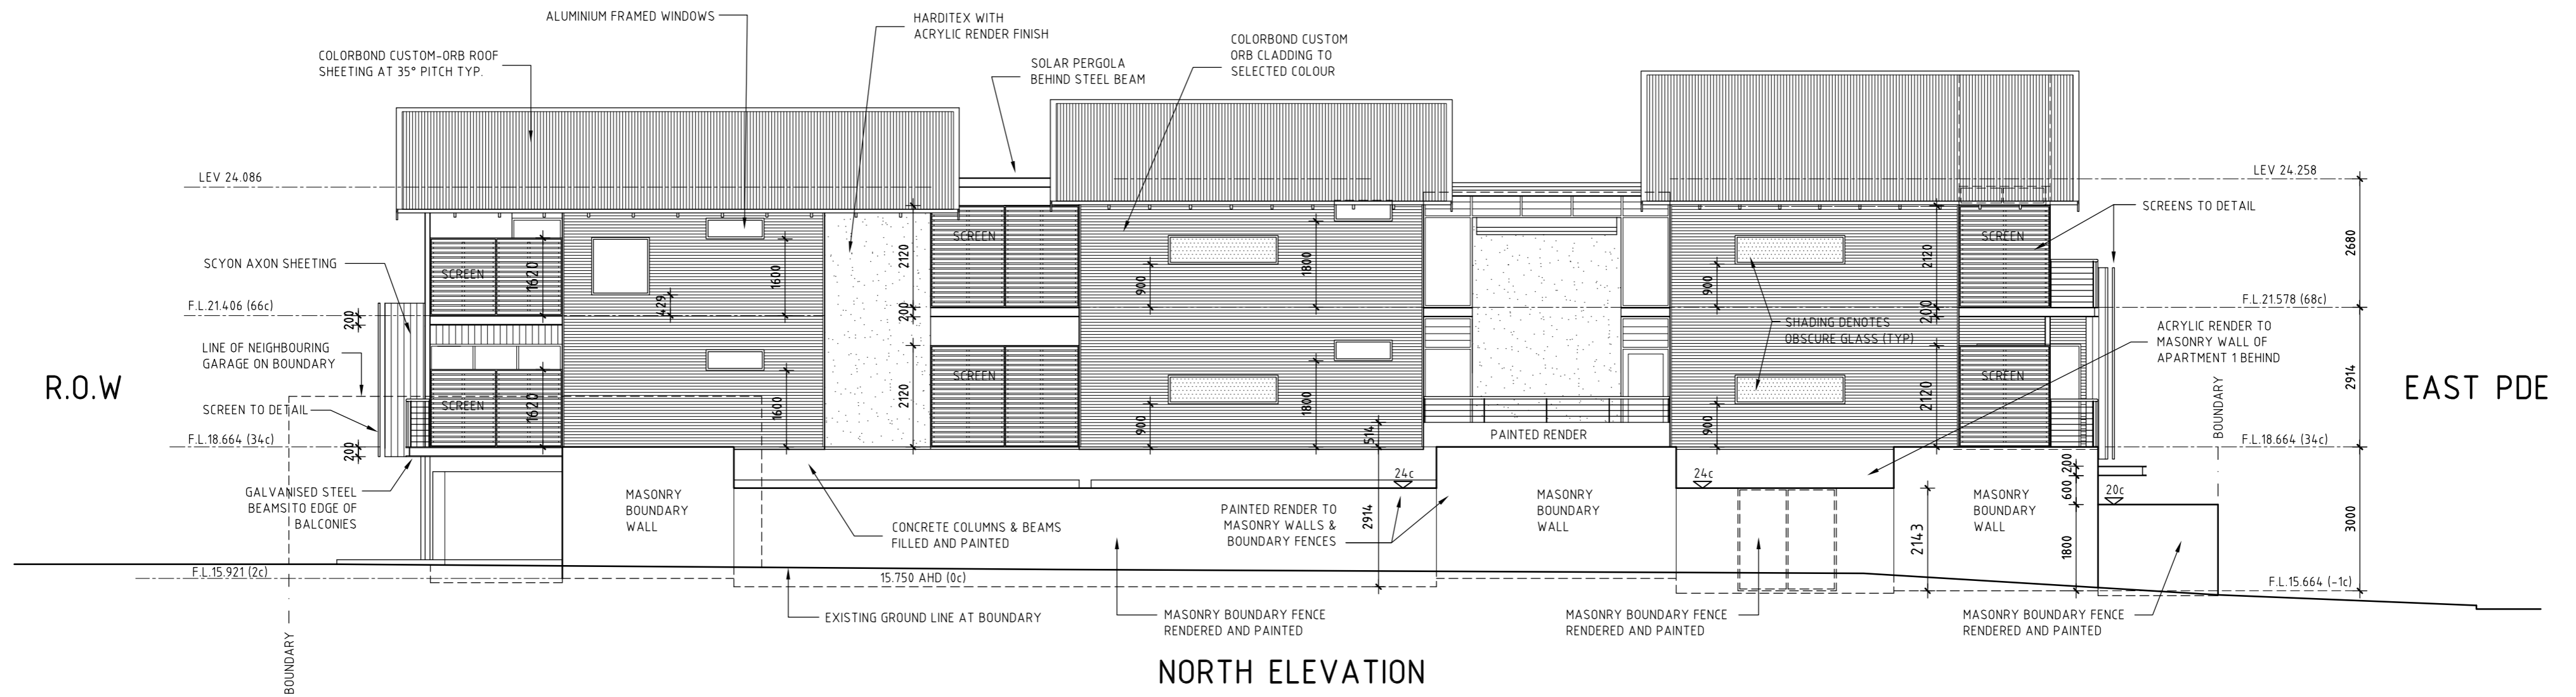 ALUMINIUM FRAMED WINDOWS
HARDITEX WITH
ACRYLIC RENDER FINISH
COLORBOND CUSTOM-ORB ROOF
SHEETING AT 35° PITCH TYP.
SOLAR PERGOLA
BEHIND STEEL BEAM
COLORBOND CUSTOM
ORB CLADDING TO
SELECTED COLOUR
LEV 24.086
LEV 24.258
SCREENS TO DETAIL
SCYON AXON SHEETING
F.L.21.406 (66c)
LINE OF NEIGHBOURING
GARAGE ON BOUNDARY
R.O.W
SCREEN TO DETAIL
F.L.18.664 (34c)
GALVANISED STEEL
BEAMS TO EDGE OF
BALCONIES
F.L.15.921 (2c)
BOUNDARY
200
200
SCREEN
1620
SCREEN
1620
429
1600
1600
2120
200
2120
SCREEN
SCREEN
900
900
1800
1800
514
2914
PAINTED RENDER
900
900
SHADING DENOTES
OBSCURE GLASS (TYP)
2120
200
2120
SCREEN
SCREEN
2680
F.L.21.578 (68c)
ACRYLIC RENDER TO
MASONRY WALL OF
APARTMENT 1 BEHIND
2914
BOUNDARY
EAST PDE
F.L.18.664 (34c)
200
600
1800
20c
3000
F.L.15.664 (-1c)
MASONRY
BOUNDARY
WALL
CONCRETE COLUMNS & BEAMS
FILLED AND PAINTED
24c
PAINTED RENDER TO
MASONRY WALLS &
BOUNDARY FENCES
MASONRY
BOUNDARY
WALL
24c
2143
MASONRY
BOUNDARY
WALL
15.750 AHD (0c)
EXISTING GROUND LINE AT BOUNDARY
MASONRY BOUNDARY FENCE
RENDERED AND PAINTED
MASONRY BOUNDARY FENCE
RENDERED AND PAINTED
MASONRY BOUNDARY FENCE
RENDERED AND PAINTED
NORTH ELEVATION